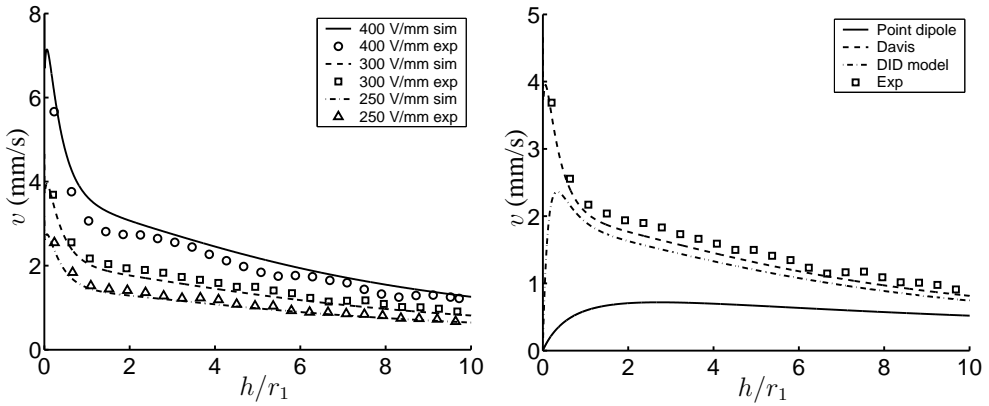 8
6
4
2
0
v (mm/s)
0 2 4 6 8 10
h/r₁
400 V/mm sim
400 V/mm exp
300 V/mm sim
300 V/mm exp
250 V/mm sim
250 V/mm exp
5
4
3
2
1
0
v (mm/s)
0 2 4 6 8 10
h/r₁
Point dipole
Davis
DID model
Exp